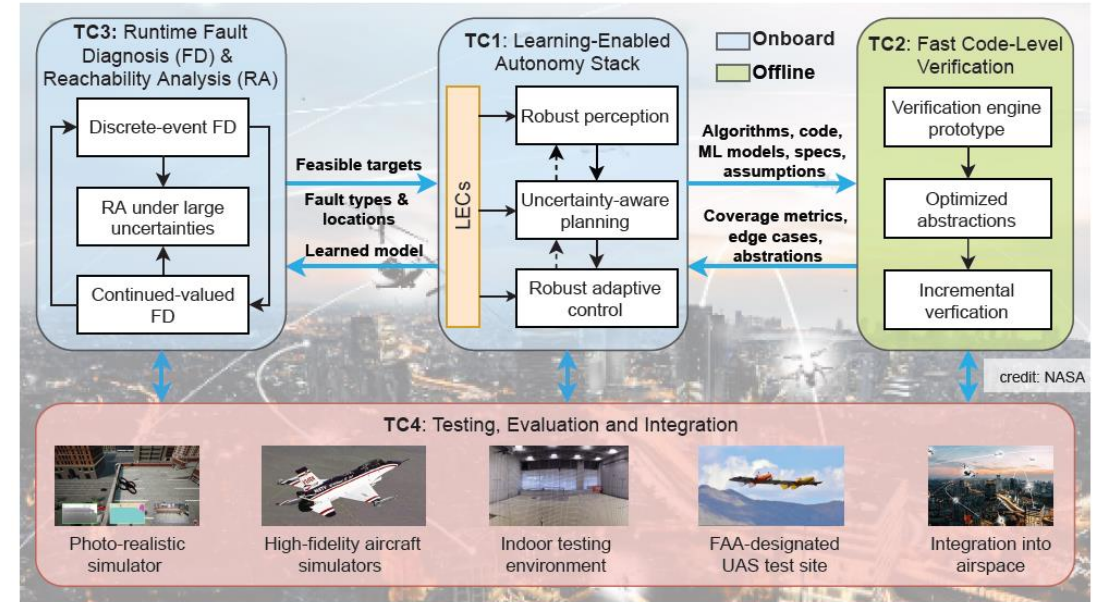 TC3: Runtime Fault
Diagnosis (FD) &
Reachability Analysis (RA)
Discrete-event FD
RA under large
uncertainties
Continued-valued
FD
Feasible targets
Fault types &
locations
Learned model
TC1: Learning-Enabled
Autonomy Stack
LECs
Robust perception
Uncertainty-aware
planning
Robust adaptive
control
Onboard
Offline
Algorithms, code,
ML models, specs,
assumptions
Coverage metrics,
edge cases,
abstrations
TC2: Fast Code-Level
Verification
Verification engine
prototype
Optimized
abstractions
Incremental
verfication
credit: NASA
TC4: Testing, Evaluation and Integration
Photo-realistic
simulator
High-fidelity aircraft
simulators
Indoor testing
environment
FAA-designated
UAS test site
Integration into
airspace